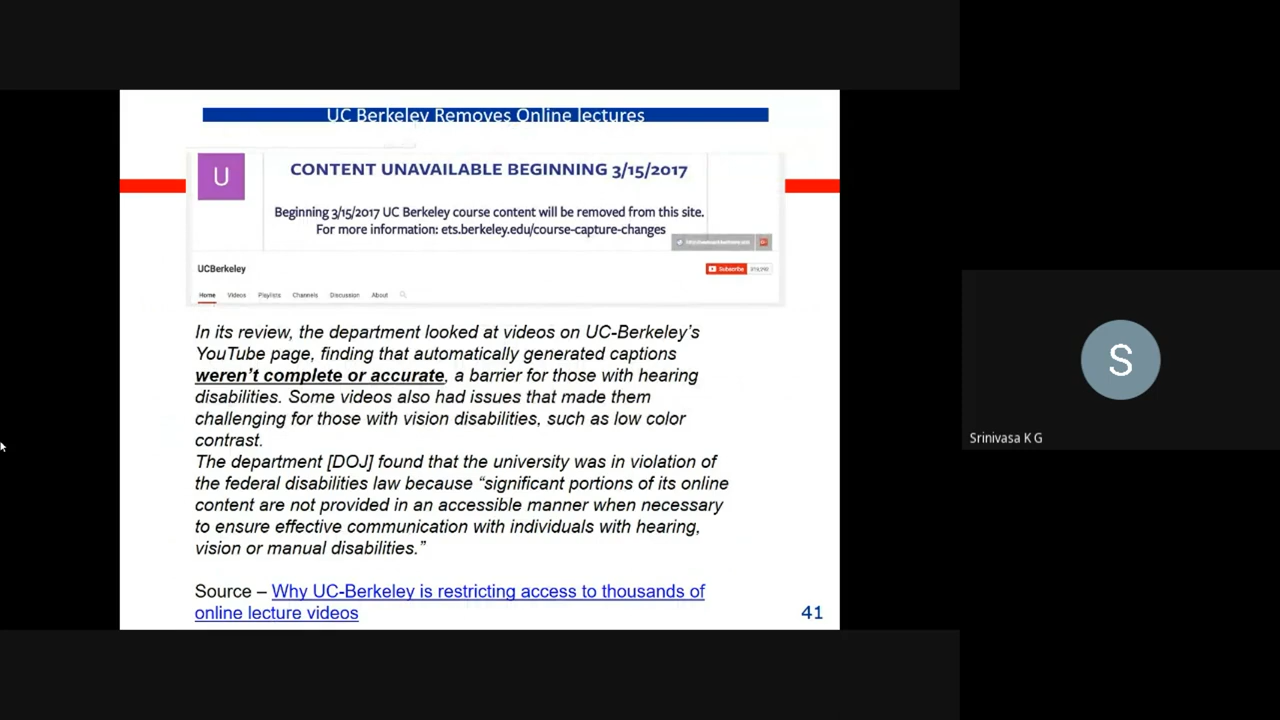 UC Berkeley Removes Online lectures
U
CONTENT UNAVAILABLE BEGINNING 3/15/2017
Beginning 3/15/2017 UC Berkeley course content will be removed from this site.
For more information: ets.berkeley.edu/course-capture-changes
UCBerkeley
Subscribe
Home Videos Playlists Channels Discussion About
In its review, the department looked at videos on UC-Berkeley’s
YouTube page, finding that automatically generated captions
weren’t complete or accurate, a barrier for those with hearing
disabilities. Some videos also had issues that made them
challenging for those with vision disabilities, such as low color
contrast.
The department [DOJ] found that the university was in violation of
the federal disabilities law because “significant portions of its online
content are not provided in an accessible manner when necessary
to ensure effective communication with individuals with hearing,
vision or manual disabilities.”
Source – Why UC-Berkeley is restricting access to thousands of
online lecture videos
41
S
Srinivasa K G